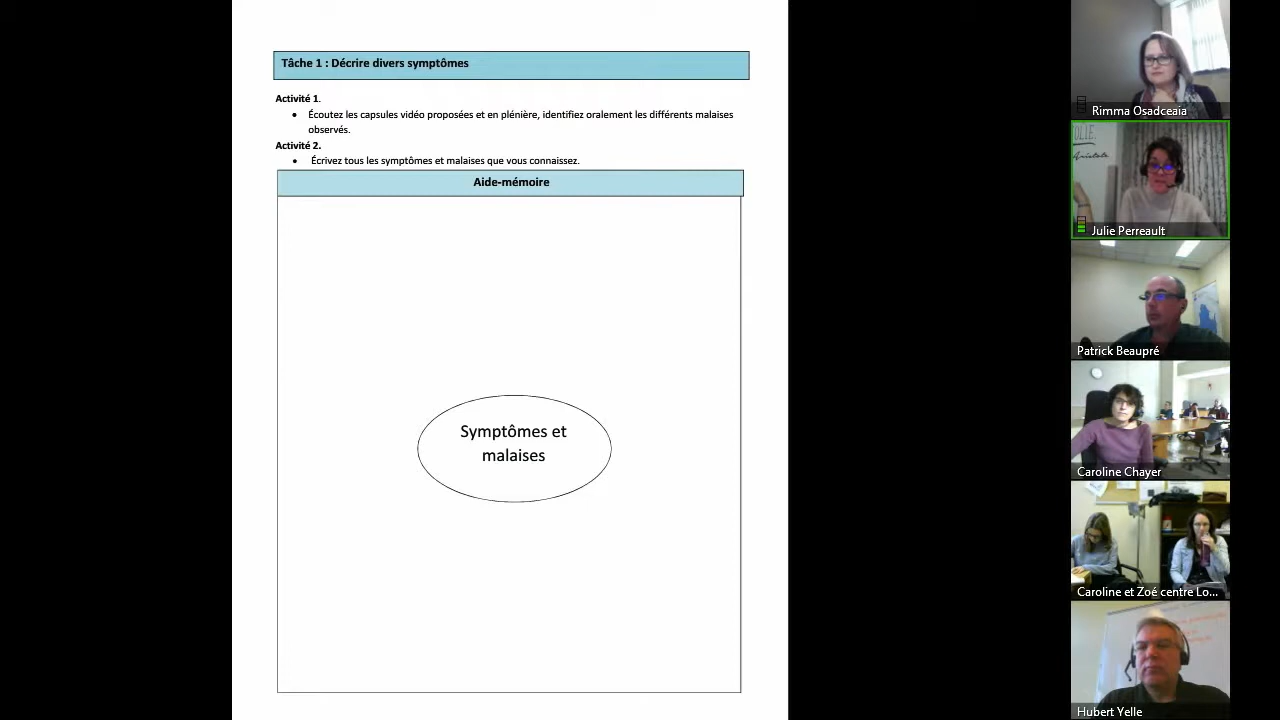 Tâche 1 : Décrire divers symptômes
Activité 1.
• Écoutez les capsules vidéo proposées et en plénière, identifiez oralement les différents malaises
observés.
Activité 2.
• Écrivez tous les symptômes et malaises que vous connaissez.
Aide-mémoire
Symptômes et
malaises
Rimma Osadceaia
OLIE.
Aristote
Julie Perreault
Patrick Beaupré
Caroline Chayer
Caroline et Zoé centre Lo...
Hubert Yelle